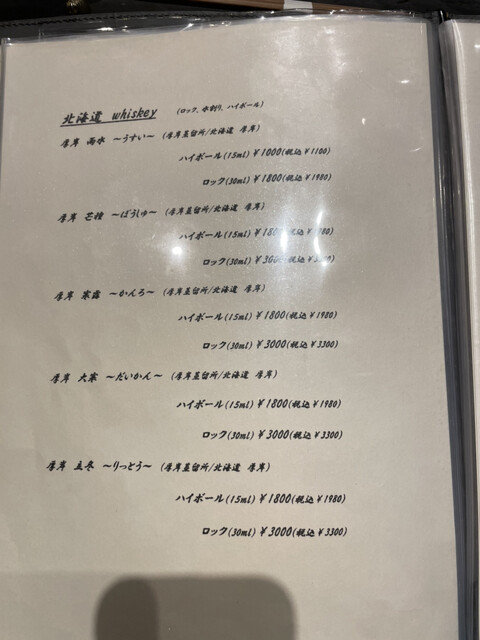 北海道 whiskey (ロック、水割り、ハイボール)
厚岸 雨水 ～うすい～ (厚岸蒸留所/北海道 厚岸)
ハイボール(15ml)￥1000(税込￥1100)
ロック(30ml)￥1800(税込￥1980)
厚岸 芒種 ～ぼうしゅ～ (厚岸蒸留所/北海道 厚岸)
ハイボール(15ml)￥1800(税込
ロック(30ml)￥3000(税込
厚岸 寒露 ～かんろ～ (厚岸蒸留所/北海道 厚岸)
ハイボール(15ml)￥1800(税込￥1980)
ロック(30ml)￥3000(税込￥3300)
厚岸 大寒 ～だいかん～ (厚岸蒸留所/北海道 厚岸)
ハイボール(15ml)￥1800(税込￥1980)
ロック(30ml)￥3000(税込￥3300)
厚岸 立冬 ～りっとう～ (厚岸蒸留所/北海道 厚岸)
ハイボール(15ml)￥1800(税込￥1980)
ロック(30ml)￥3000(税込￥3300)